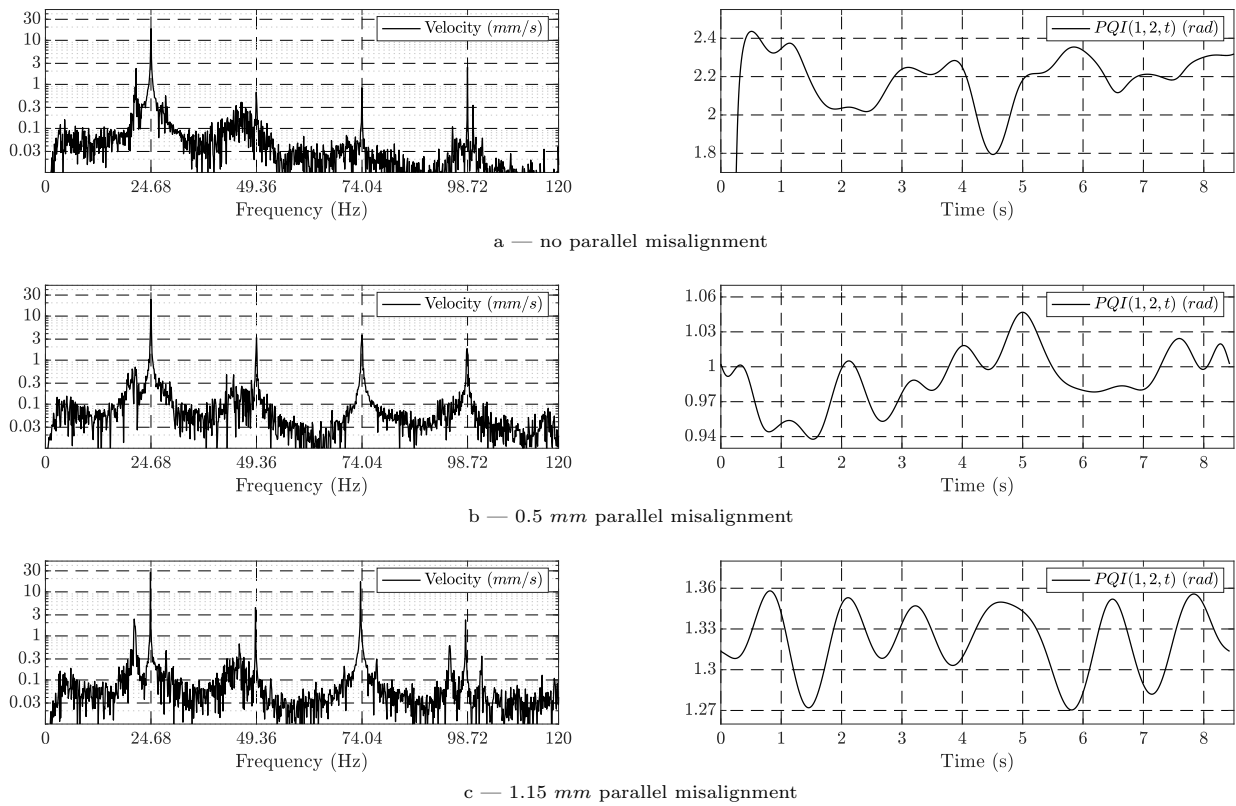 30
10
3
1
0.3
0.1
0.03
Velocity (mm/s)
0 24.68 49.36 74.04 98.72 120
Frequency (Hz)
2.4
2.2
2
1.8
PQI(1, 2, t) (rad)
0 1 2 3 4 5 6 7 8
Time (s)
a — no parallel misalignment
30
10
3
1
0.3
0.1
0.03
Velocity (mm/s)
0 24.68 49.36 74.04 98.72 120
Frequency (Hz)
1.06
1.03
1
0.97
0.94
PQI(1, 2, t) (rad)
0 1 2 3 4 5 6 7 8
Time (s)
b — 0.5 mm parallel misalignment
30
10
3
1
0.3
0.1
0.03
Velocity (mm/s)
0 24.68 49.36 74.04 98.72 120
Frequency (Hz)
1.36
1.33
1.3
1.27
PQI(1, 2, t) (rad)
0 1 2 3 4 5 6 7 8
Time (s)
c — 1.15 mm parallel misalignment